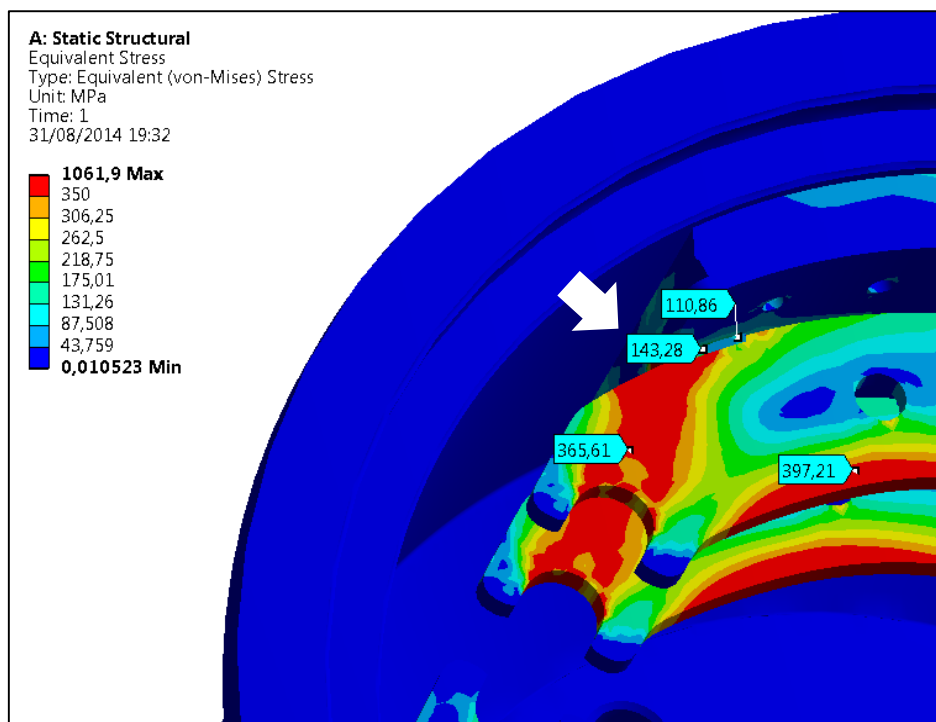 A: Static Structural
Equivalent Stress
Type: Equivalent (von-Mises) Stress
Unit: MPa
Time: 1
31/08/2014 19:32
1061,9 Max
350
306,25
262,5
218,75
175,01
131,26
87,508
43,759
0,010523 Min
110,86
143,28
365,61
397,21